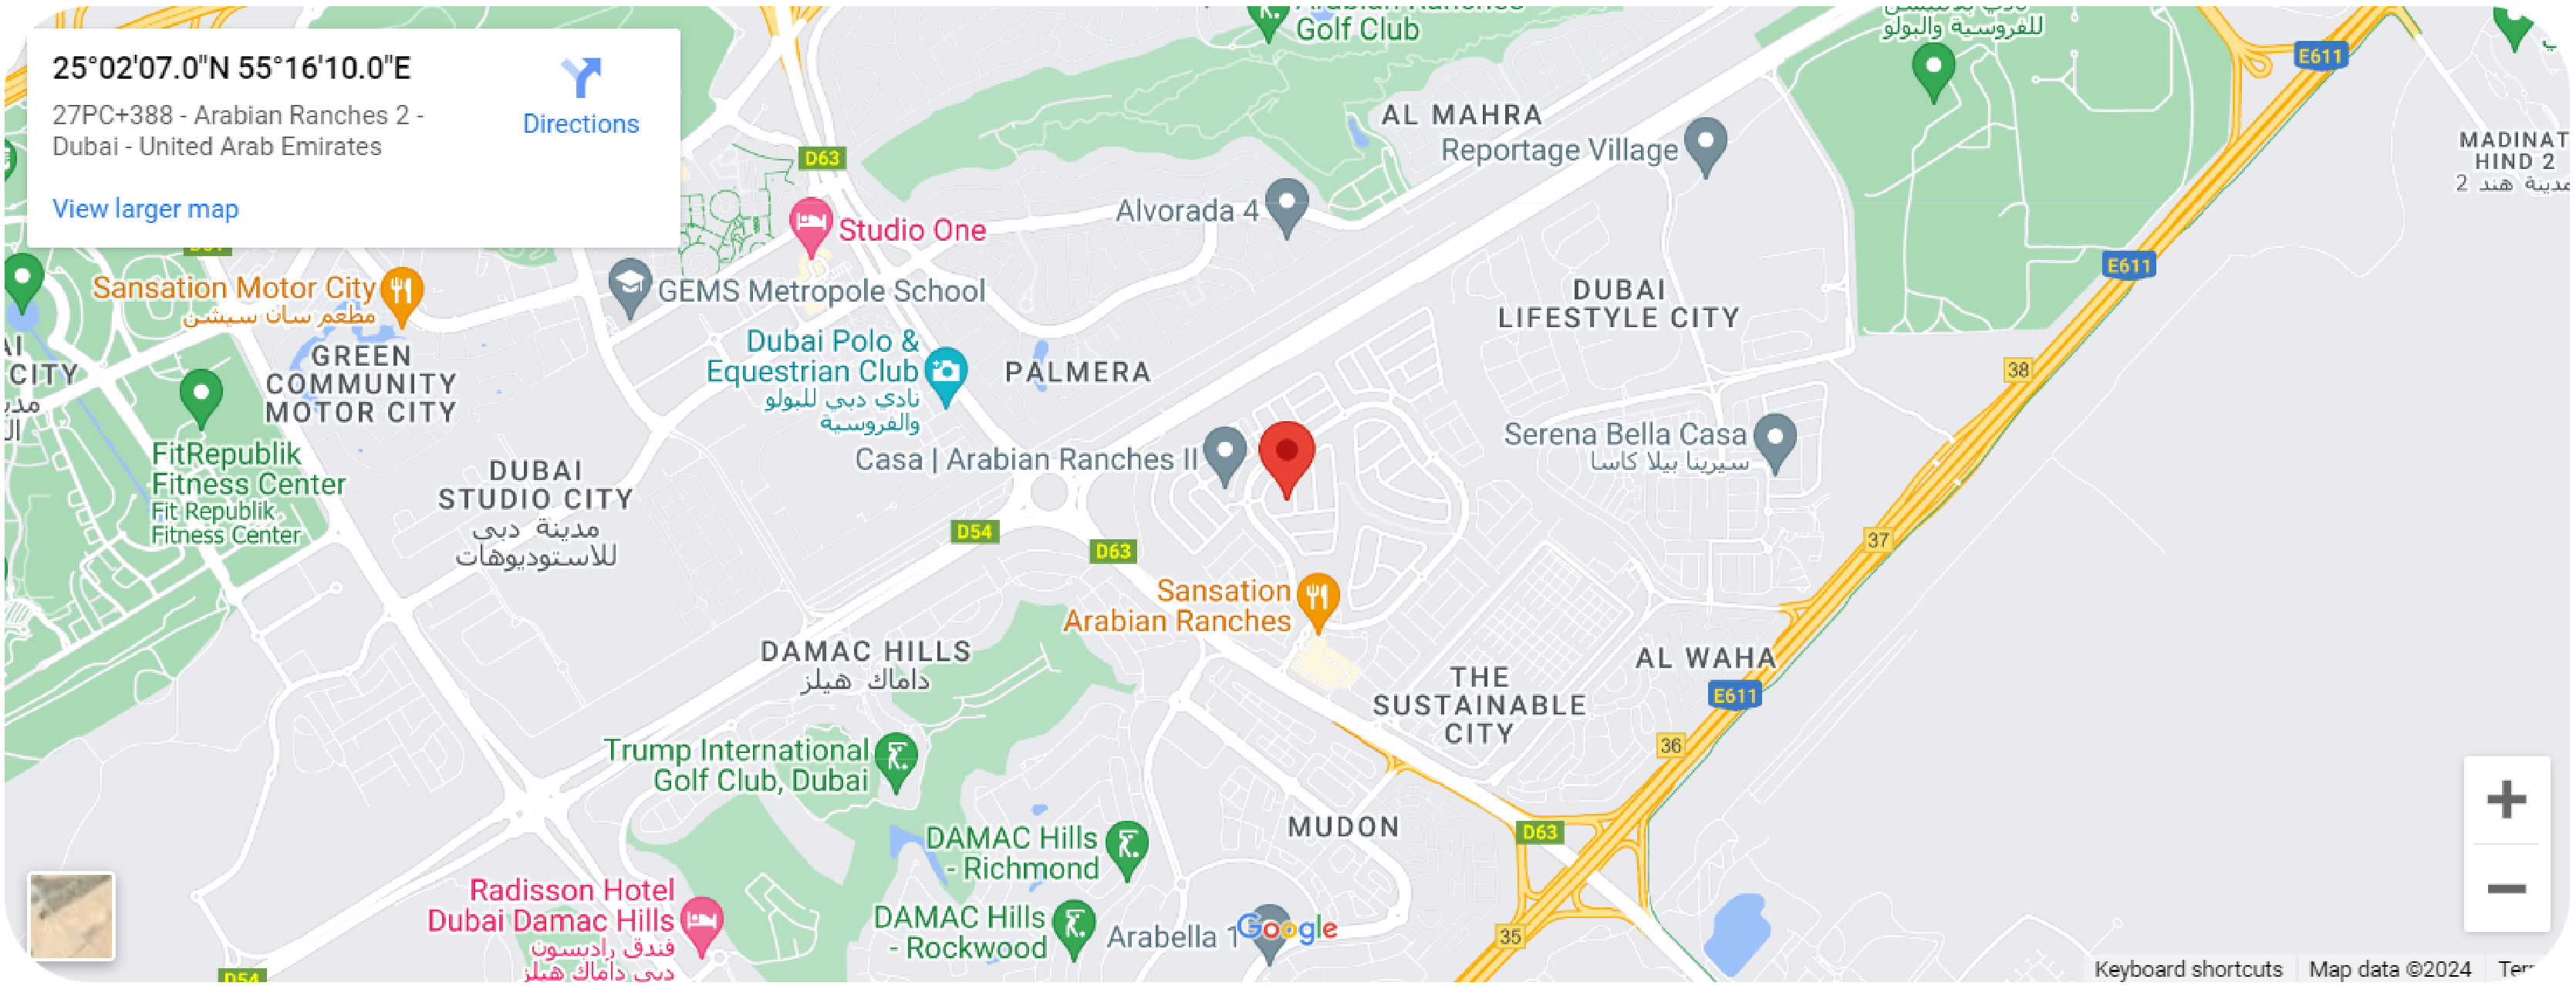 25°02'07.0"N 55°16'10.0"E
27PC+388 - Arabian Ranches 2 -
Dubai - United Arab Emirates
Directions
View larger map
Golf Club
للفروسية والبولو
E611
AL MAHRA
Reportage Village
MADINAT
HIND 2
مدينة هند 2
D63
Alvorada 4
Studio One
E611
Sansation Motor City
مطعم سان سيشن
GEMS Metropole School
DUBAI
LIFESTYLE CITY
Dubai Polo &
Equestrian Club
نادي دبي للبولو
والفروسية
PALMERA
CITY
GREEN
COMMUNITY
MOTOR CITY
38
Casa | Arabian Ranches II
Serena Bella Casa
سيرينا بيلا كاسا
FitRepublik
Fitness Center
Fit Republik
Fitness Center
DUBAI
STUDIO CITY
مدينة دبي
للاستوديوهات
D54
D63
37
Sansation
Arabian Ranches
DAMAC HILLS
داماك هيلز
THE
SUSTAINABLE
CITY
AL WAHA
E611
36
Trump International
Golf Club, Dubai
DAMAC Hills
- Richmond
MUDON
D63
Radisson Hotel
Dubai Damac Hills
فندق راديسون
دبي داماك هيلز
DAMAC Hills
- Rockwood
Arabella 1
Google
35
D54
Keyboard shortcuts
Map data ©2024